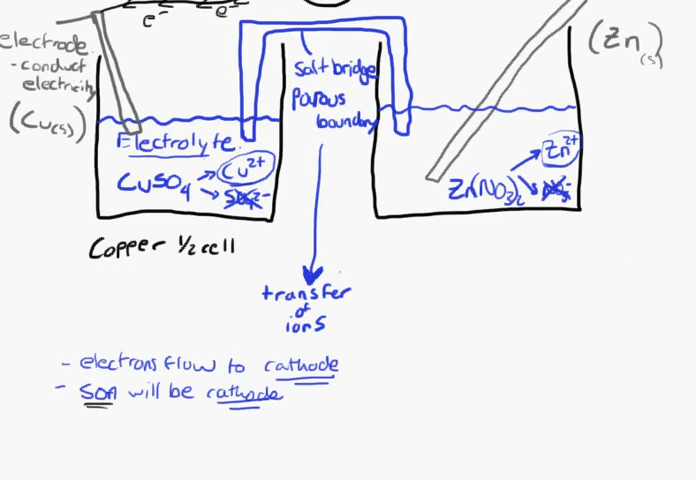 e⁻ e⁻
electrode
- conduct
electricity
(Cu(s))
Salt bridge
Porous
boundary
(Zn(s))
Electrolyte
CuSO₄ → Cu²⁺
→ SO₄²⁻
Zn²⁺
Zn(NO₃)₂
Copper ½ cell
transfer
of
ions
- electrons flow to cathode
- SOA will be cathode